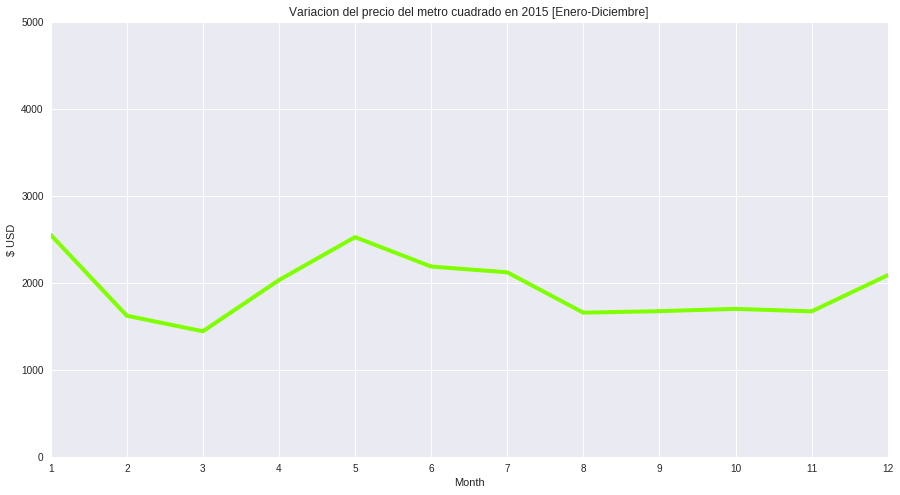 Variacion del precio del metro cuadrado en 2015 [Enero-Diciembre]
5000
4000
3000
2000
1000
0
$ USD
1 2 3 4 5 6 7 8 9 10 11 12
Month